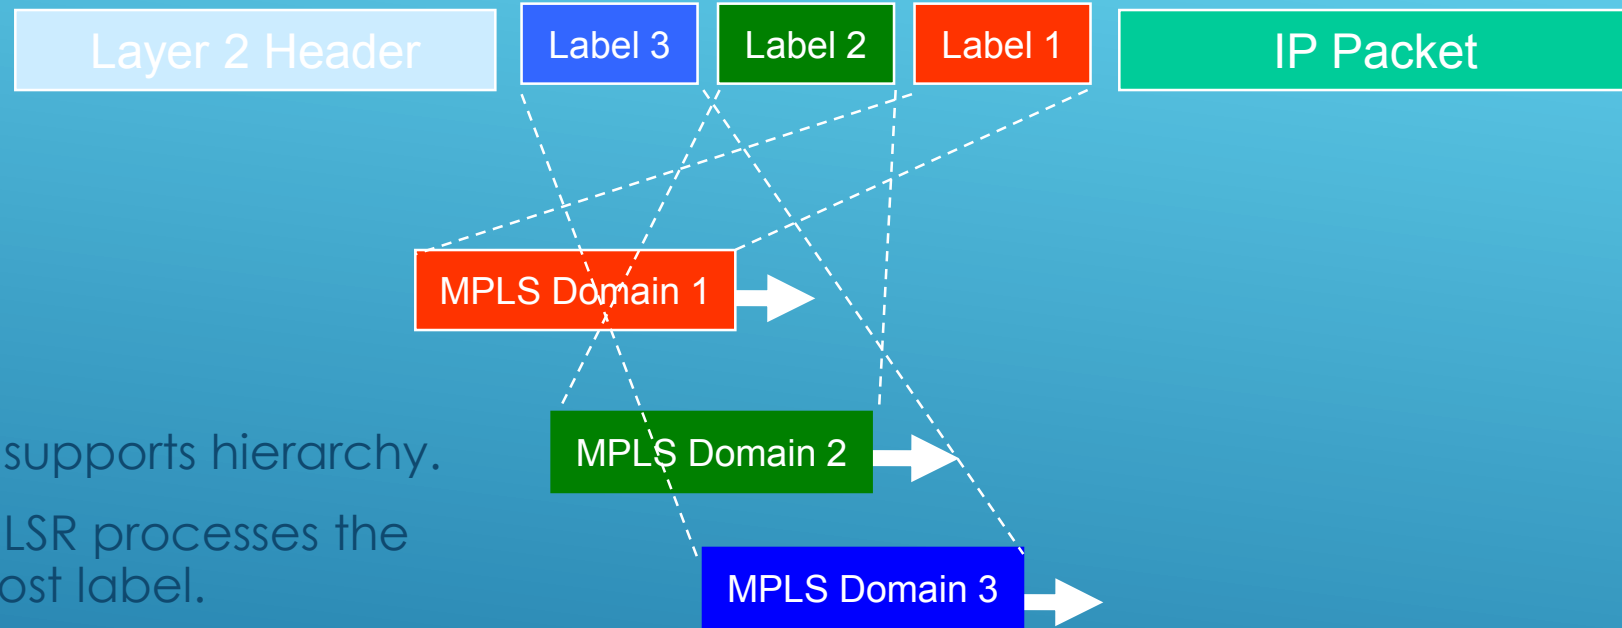 Layer 2 Header
Label 3
Label 2
Label 1
IP Packet
MPLS Domain 1
supports hierarchy.
MPLS Domain 2
LSR processes the
ost label.
MPLS Domain 3